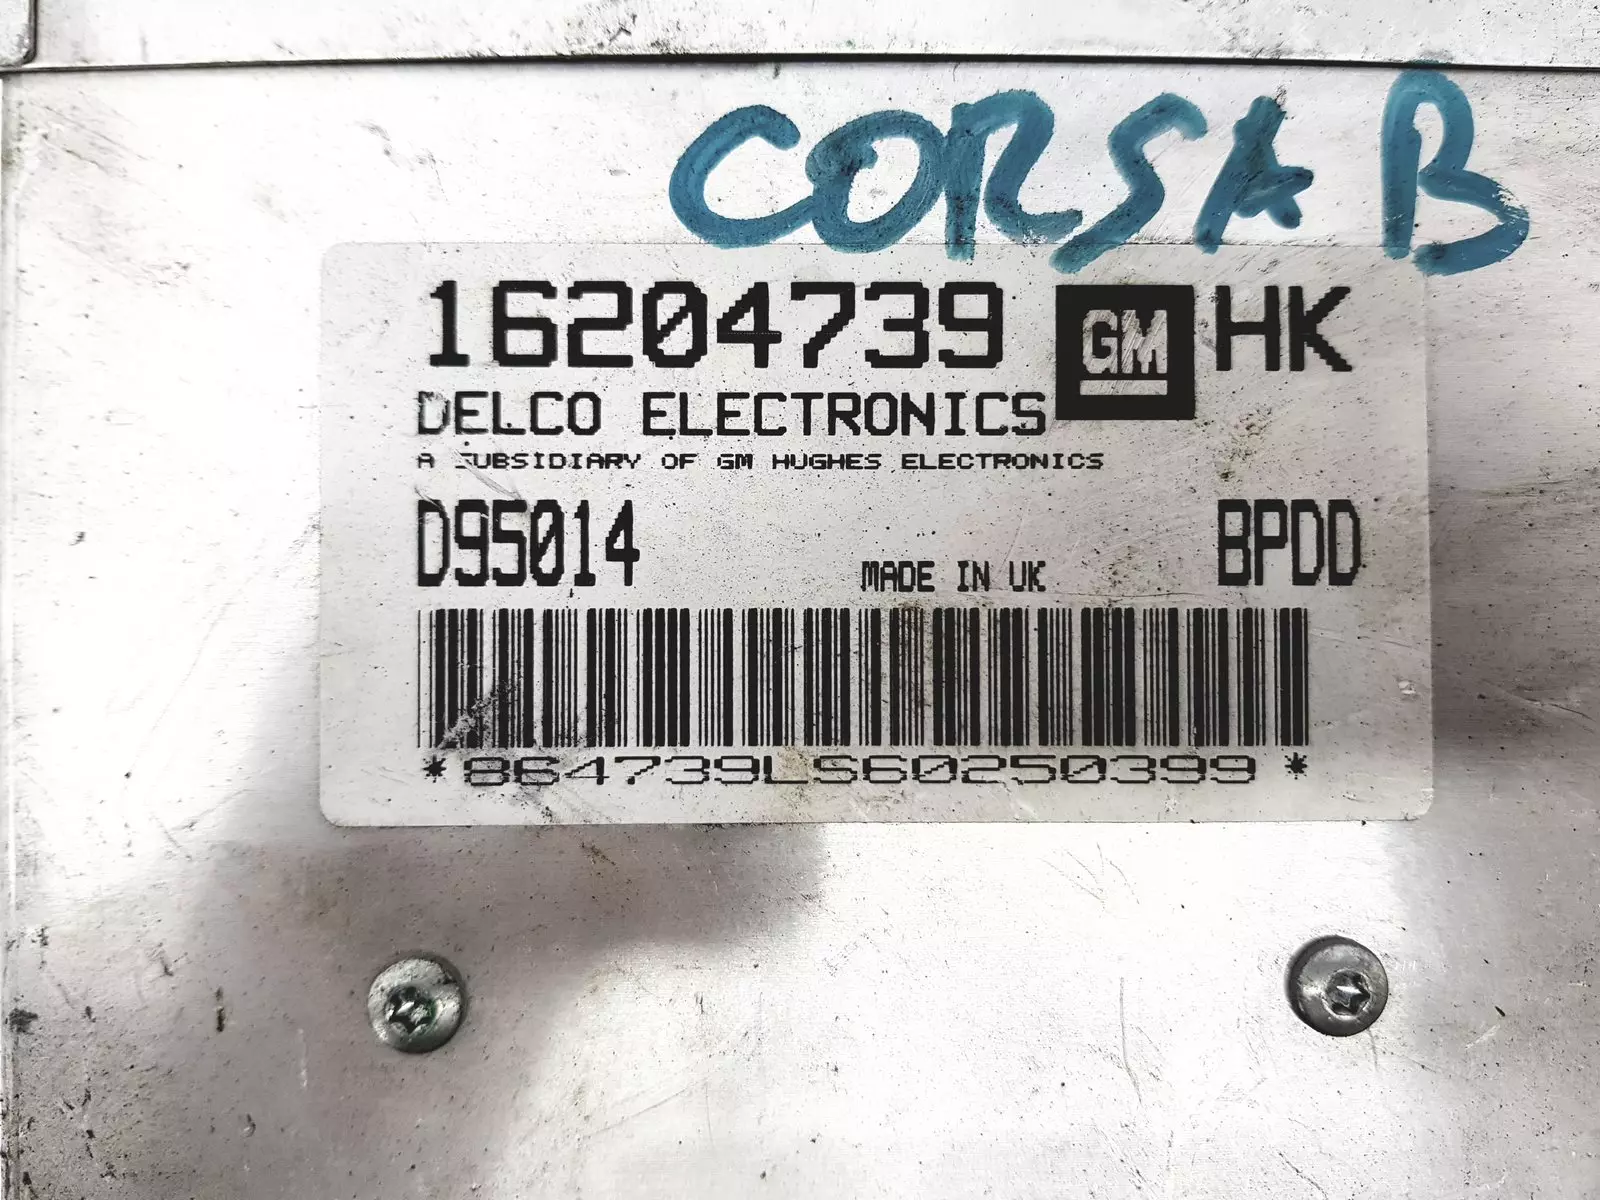 CORSA B
16204739 GM HK
DELCO ELECTRONICS
A SUBSIDIARY OF GM HUGHES ELECTRONICS
D95014 MADE IN UK BPDD
*864739LS60250399*